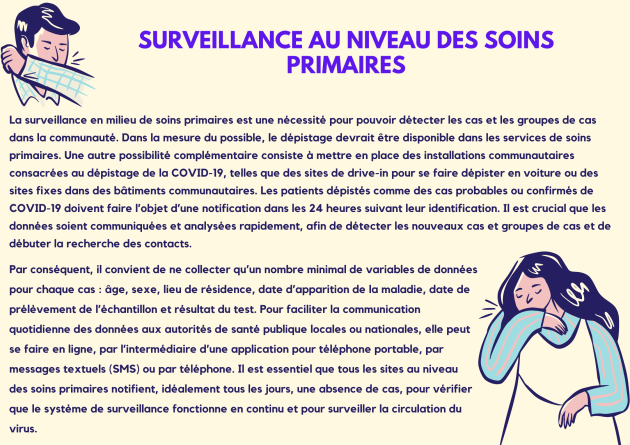 SURVEILLANCE AU NIVEAU DES SOINS
PRIMAIRES
La surveillance en milieu de soins primaires est une nécessité pour pouvoir détecter les cas et les groupes de cas
dans la communauté. Dans la mesure du possible, le dépistage devrait être disponible dans les services de soins
primaires. Une autre possibilité complémentaire consiste à mettre en place des installations communautaires
consacrées au dépistage de la COVID-19, telles que des sites de drive-in pour se faire dépister en voiture ou des
sites fixes dans des bâtiments communautaires. Les patients dépistés comme des cas probables ou confirmés de
COVID-19 doivent faire l'objet d'une notification dans les 24 heures suivant leur identification. Il est crucial que les
données soient communiquées et analysées rapidement, afin de détecter les nouveaux cas et groupes de cas et de
débuter la recherche des contacts.
Par conséquent, il convient de ne collecter qu'un nombre minimal de variables de données
pour chaque cas : âge, sexe, lieu de résidence, date d'apparition de la maladie, date de
prélèvement de l'échantillon et résultat du test. Pour faciliter la communication
quotidienne des données aux autorités de santé publique locales ou nationales, elle peut
se faire en ligne, par l'intermédiaire d'une application pour téléphone portable, par
messages textuels (SMS) ou par téléphone. Il est essentiel que tous les sites au niveau
des soins primaires notifient, idéalement tous les jours, une absence de cas, pour vérifier
que le système de surveillance fonctionne en continu et pour surveiller la circulation du
virus.